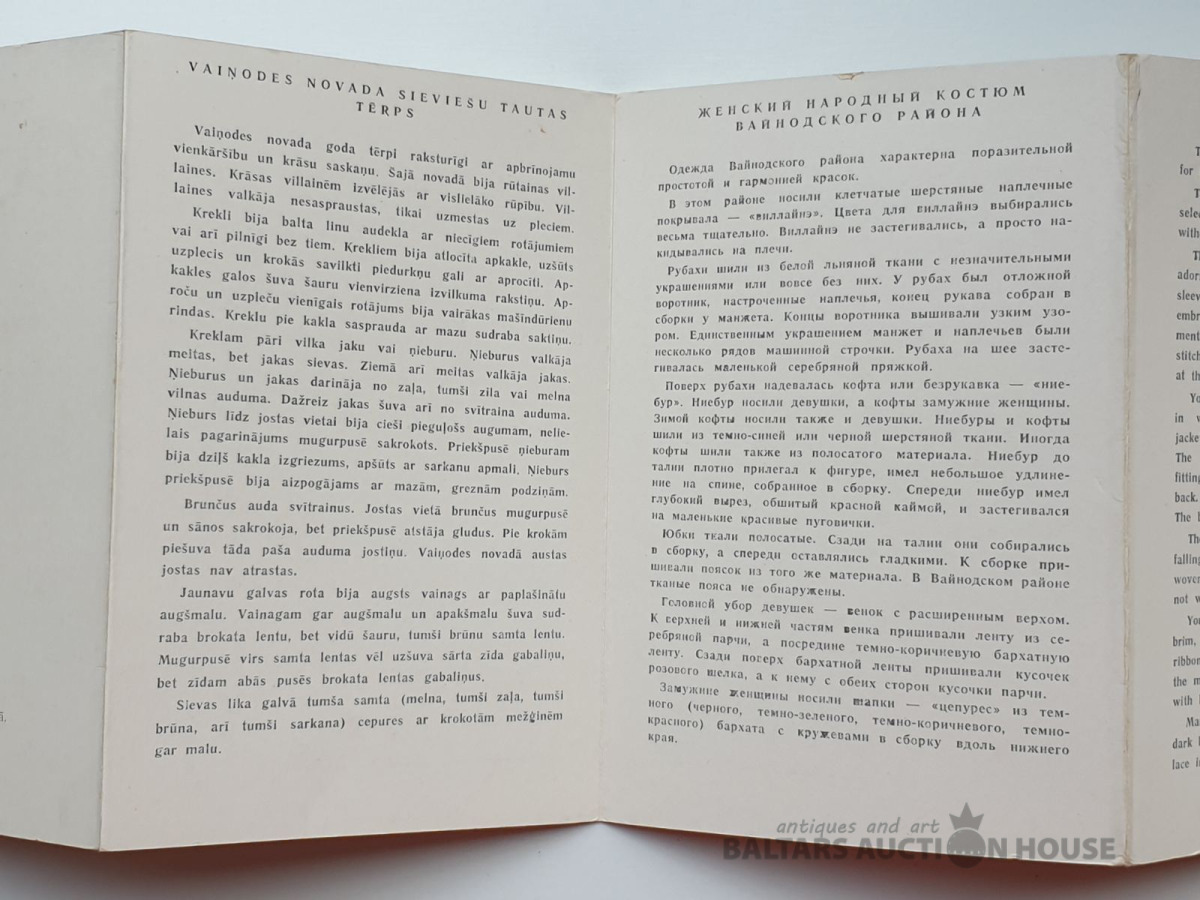 VAIŅODES NOVADA SIEVIEŠU TAUTAS
TĒRPS
Vaiņodes novada goda tērpi raksturīgi ar apbrīnojamu
vienkāršību un krāsu saskaņu. Šajā novadā bija rūtainas vil-
laines. Krāsas villainēm izvēlējās ar vislielāko rūpību. Vil-
laines valkāja nesaspraustas, tikai uzmestas uz pleciem.
Krekli bija balta linu audekla ar niecīgiem rotājumiem
vai arī pilnīgi bez tiem. Krekliem bija atlocīta apkakle, uzšūts
uzplecis un krokās savilkti piedurkņu gali ar aprocīti. Ap-
kakles galos šuva šauru vienvirziena izvilkuma rakstiņu. Ap-
roču un uzpleču vienīgais rotājums bija vairākas mašīndūrienu
rindas. Kreklu pie kakla sasprauda ar mazu sudraba saktiņu.
Kreklam pāri vilka jaku vai ņieburu. Ņieburus valkāja
meitas, bet jakas sievas. Ziemā arī meitas valkāja jakas.
Ņieburus un jakas darināja no zaļa, tumši zila vai melna
vilnas auduma. Dažreiz jakas šuva arī no svītraina auduma.
Ņieburs līdz jostas vietai bija cieši pieguļošs augumam, nelie-
lais pagarinājums mugurpusē sakrokots. Priekšpusē ņieburam
bija dziļš kakla izgriezums, apšūts ar sarkanu apmali. Ņieburs
priekšpusē bija aizpogājams ar mazām, greznām podziņām.
Brunčus auda svītrainus. Jostas vietā brunčus mugurpusē
un sānos sakrokoja, bet priekšpusē atstāja gludus. Pie krokām
piešuva tāda paša auduma jostiņu. Vaiņodes novadā austas
jostas nav atrastas.
Jaunavu galvas rota bija augsts vainags ar paplašinātu
augšmalu. Vainagam gar augšmalu un apakšmalu šuva sud-
raba brokata lentu, bet vidū šauru, tumši brūnu samta lentu.
Mugurpusē virs samta lentas vēl uzšuva sārta zīda gabaliņu,
bet zīdam abās pusēs brokata lentas gabaliņus.
Sievas lika galvā tumša samta (melna, tumši zaļa, tumši
brūna, arī tumši sarkana) cepures ar krokotām mežģinēm
gar malu.
ЖЕНСКИЙ НАРОДНЫЙ КОСТЮМ
ВАЙНОДСКОГО РАЙОНА
Одежда Вайнодского района характерна поразительной
простотой и гармонией красок.
В этом районе носили клетчатые шерстяные наплечные
покрывала — «виллайнэ». Цвета для виллайнэ выбирались
весьма тщательно. Виллайнэ не застегивались, а просто на-
кидывались на плечи.
Рубахи шили из белой льняной ткани с незначительными
украшениями или вовсе без них. У рубах был отложной
воротник, настроченные наплечья, конец рукава собран в
сборки у манжета. Концы воротника вышивали узким узо-
ром. Единственным украшением манжет и наплечьев были
несколько рядов машинной строчки. Рубаха на шее засте-
гивалась маленькой серебряной пряжкой.
Поверх рубахи надевалась кофта или безрукавка — «ние-
бур». Ниебур носили девушки, а кофты замужние женщины.
Зимой кофты носили также и девушки. Ниебуры и кофты
шили из темно-синей или черной шерстяной ткани. Иногда
кофты шили также из полосатого материала. Ниебур до
талии плотно прилегал к фигуре, имел небольшое удлине-
ние на спине, собранное в сборку. Спереди ниебур имел
глубокий вырез, обшитый красной каймой, и застегивался
на маленькие красивые пуговички.
Юбки ткали полосатые. Сзади на талии они собирались
в сборку, а спереди оставлялись гладкими. К сборке при-
шивали поясок из того же материала. В Вайнодском районе
тканые пояса не обнаружены.
Головной убор девушек — венок с расширенным верхом.
К верхней и нижней частям венка пришивали ленту из се-
ребряной парчи, а посредине темно-коричневую бархатную
ленту. Сзади поверх бархатной ленты пришивали кусочек
розового шелка, а к нему с обеих сторон кусочки парчи.
Замужние женщины носили шапки — «цепурес» из тем-
ного (черного, темно-зеленого, темно-коричневого, темно-
красного) бархата с кружевами в сборку вдоль нижнего
края.
for
with
sleev
at th
in
The
back.
not w
brim,
ribbon
the m
with
dark
antiques and art
BALTARS AUCTION HOUSE